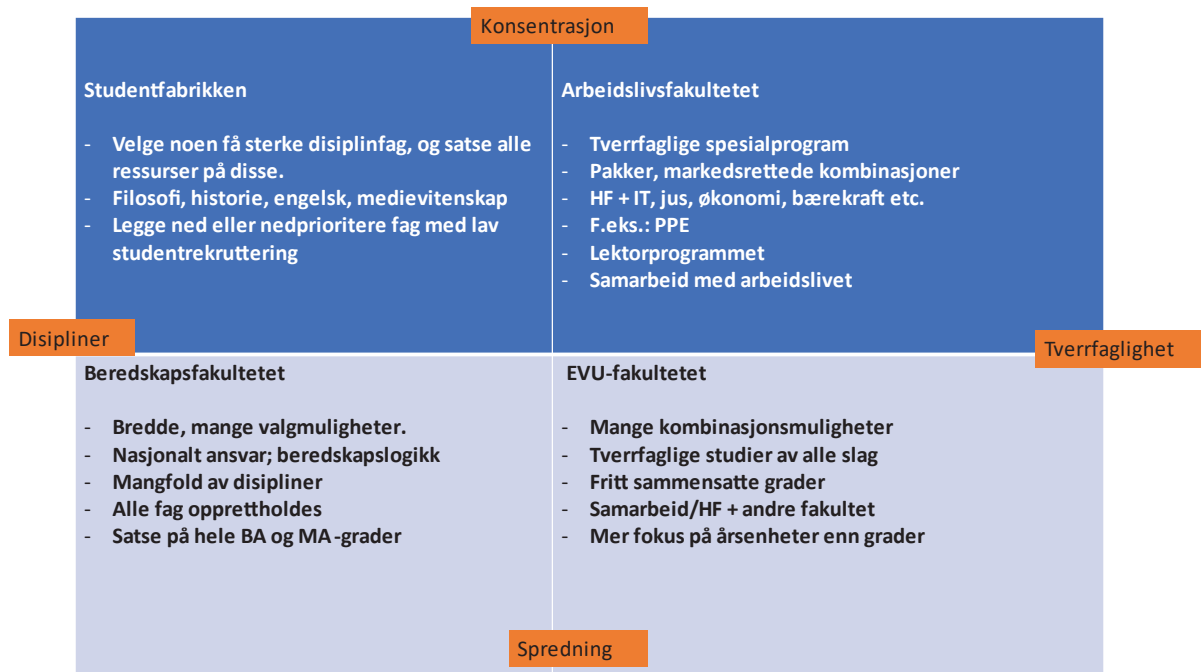 Konsentrasjon
Studentfabrikken
- Velge noen få sterke disiplinfag, og satse alle
ressurser på disse.
- Filosofi, historie, engelsk, medievitenskap
- Legge ned eller nedprioritere fag med lav
studentrekruttering
Arbeidslivsfakultetet
- Tverrfaglige spesialprogram
- Pakker, markedsrettede kombinasjoner
- HF + IT, jus, økonomi, bærekraft etc.
- F.eks.: PPE
- Lektorprogrammet
- Samarbeid med arbeidslivet
Disipliner
Tverrfaglighet
Beredskapsfakultetet
- Bredde, mange valgmuligheter.
- Nasjonalt ansvar; beredskapslogikk
- Mangfold av disipliner
- Alle fag opprettholdes
- Satse på hele BA og MA -grader
EVU-fakultetet
- Mange kombinasjonsmuligheter
- Tverrfaglige studier av alle slag
- Fritt sammensatte grader
- Samarbeid/HF + andre fakultet
- Mer fokus på årsenheter enn grader
Spredning